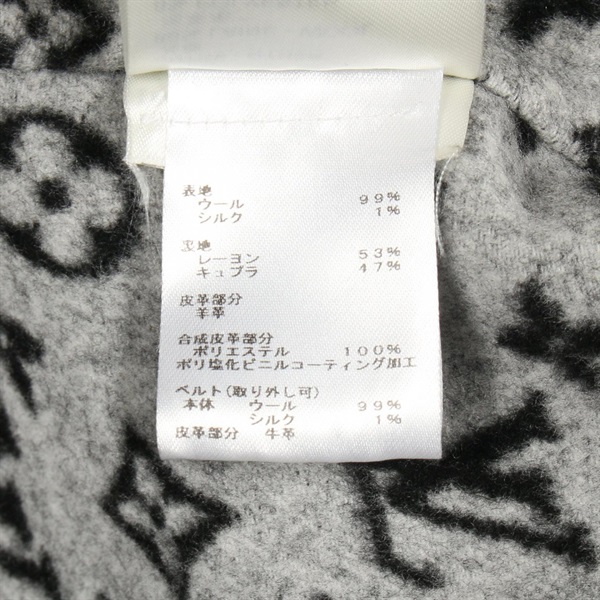 表地
ウール 99%
シルク 1%
裏地
レーヨン 53%
キュプラ 47%
皮革部分
羊革
合成皮革部分
ポリエステル 100%
ポリ塩化ビニルコーティング加工
ベルト(取り外し可)
本体 ウール 99%
シルク 1%
皮革部分 牛革